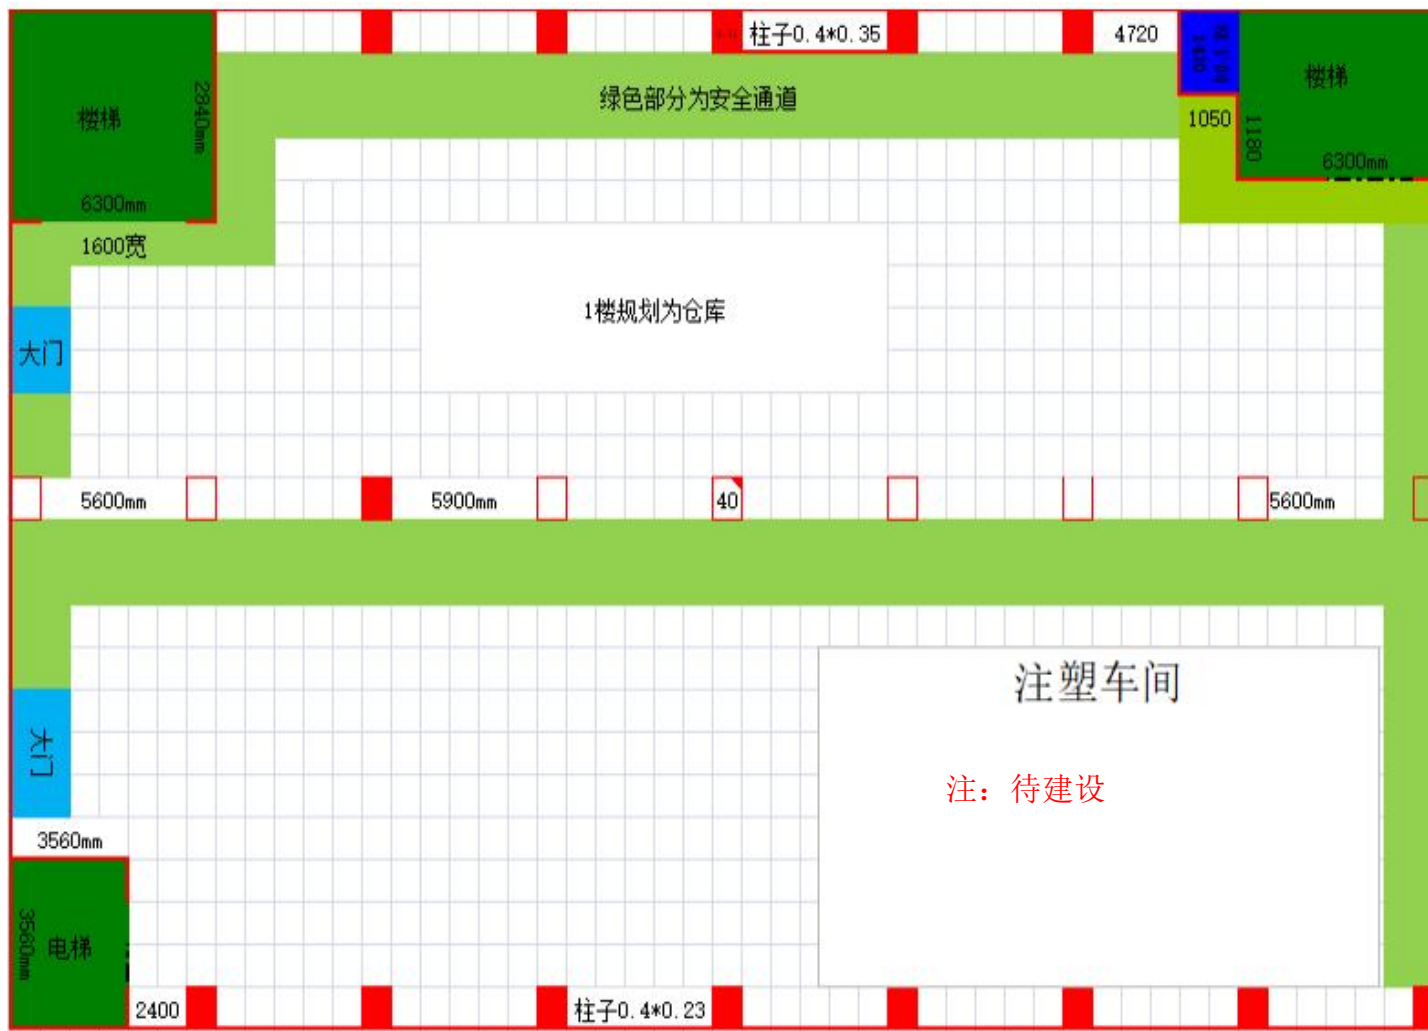 柱子0.4*0.35
4720
楼梯
2840mm
6300mm
绿色部分为安全通道
楼梯
1050
1180
6300mm
1600宽
1楼规划为仓库
大门
5600mm
5900mm
40
5600mm
大门
注塑车间
注：待建设
3560mm
3560mm
电梯
2400
柱子0.4*0.23